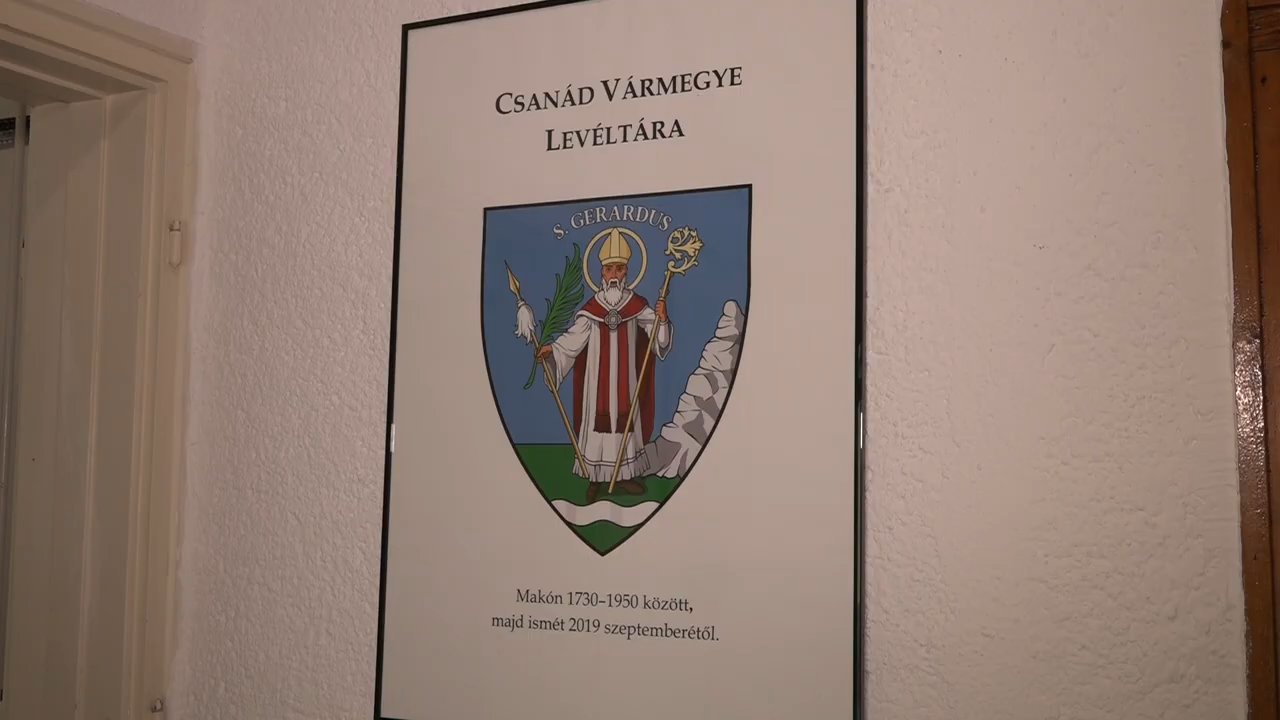 CSANÁD VÁRMEGYE
LEVÉLTÁRA
S. GERARDUS
Makón 1730–1950 között,
majd ismét 2019 szeptemberétől.